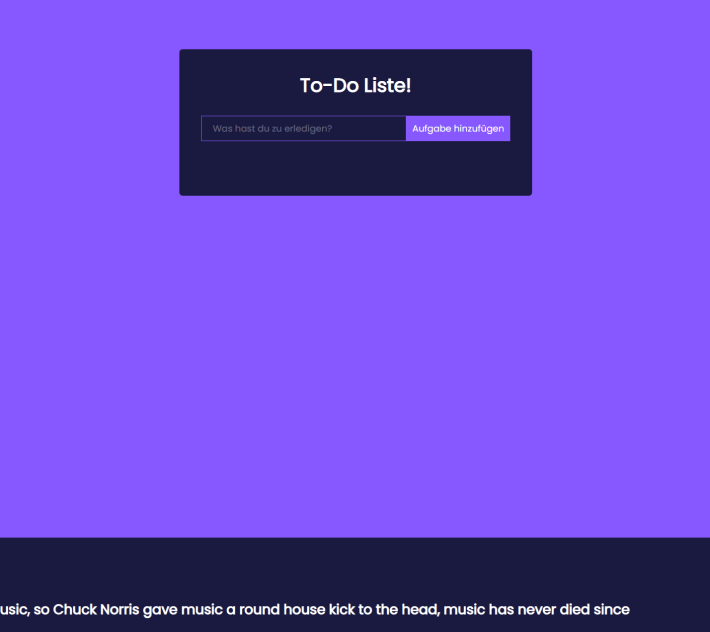 To-Do Liste!
Was hast du zu erledigen?
Aufgabe hinzufügen
usic, so Chuck Norris gave music a round house kick to the head, music has never died since